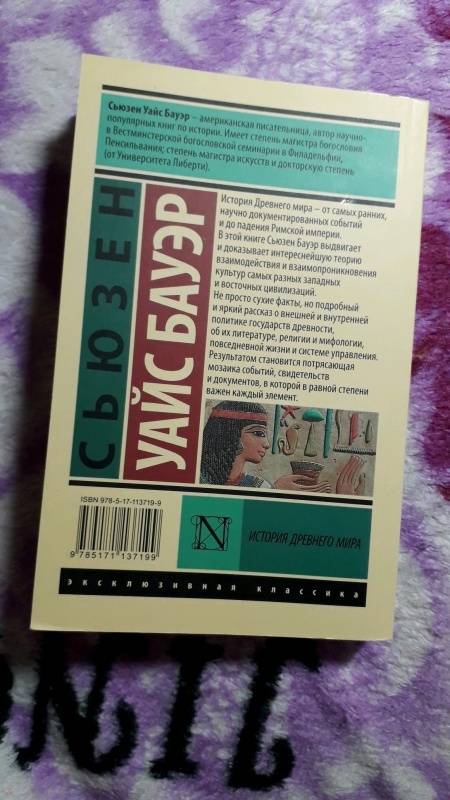 Сьюзен Уайс Бауэр – американская писательница, автор научно-
популярных книг по истории. Имеет степень магистра богословия
в Вестминстерской богословской семинарии в Филадельфии,
Пенсильвания; степень магистра искусств и докторскую степень
(от Университета Либерти).
СЬЮЗЕН
УАЙС БАУЭР
История Древнего мира – от самых ранних,
научно документированных событий
и до падения Римской империи.
В этой книге Сьюзен Бауэр выдвигает
и доказывает интереснейшую теорию
взаимодействия и взаимопроникновения
культур самых разных западных
и восточных цивилизаций.
Не просто сухие факты, но подробный
и яркий рассказ о внешней и внутренней
политике государств древности,
об их литературе, религии и мифологии,
повседневной жизни и системе управления.
Результатом становится потрясающая
мозаика событий, свидетельств
и документов, в которой в равной степени
важен каждый элемент.
ISBN 978-5-17-113719-9
9 785171 137199
N
ИСТОРИЯ ДРЕВНЕГО МИРА
эксклюзивная классика